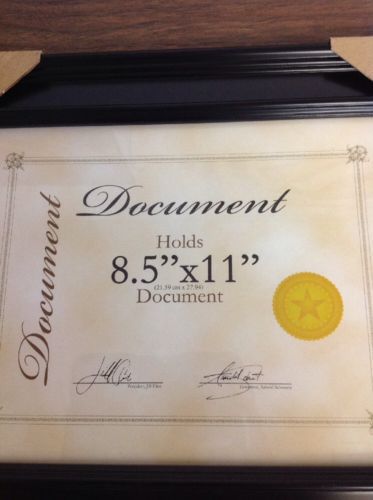 Document
Document
Holds
8.5”x11”
(21.59 cm x 27.94)
Document